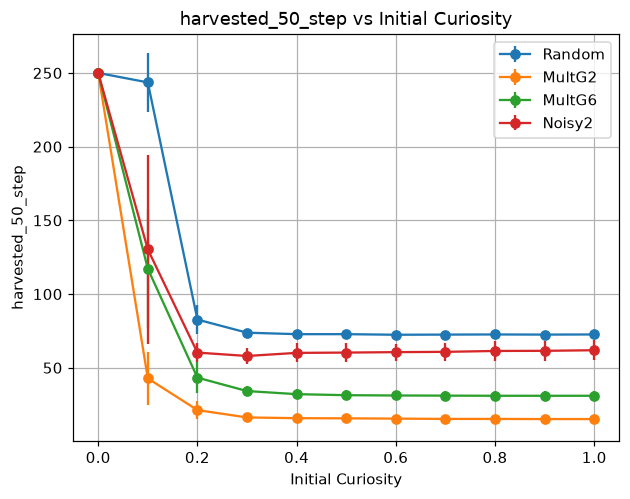 harvested_50_step vs Initial Curiosity
Random
MultG2
MultG6
Noisy2
harvested_50_step
250
200
150
100
50
0.0 0.2 0.4 0.6 0.8 1.0
Initial Curiosity